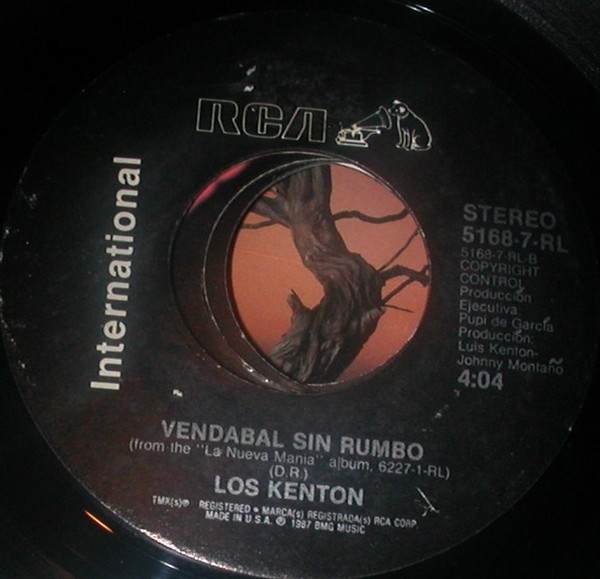 RCA
International
STEREO
5168-7-RL
5168-7-RL-B
COPYRIGHT
CONTROL
Producción
Ejecutiva:
Pupi de García
Producción:
Luis Kenton-
Johnny Montaño
4:04
VENDABAL SIN RUMBO
(from the "La Nueva Mania" album, 6227-1-RL)
(D.R.)
LOS KENTON
TMK(s)® REGISTERED • MARCA(s) REGISTRADA(s) RCA CORP.
MADE IN U.S.A. ℗ 1987 BMG MUSIC